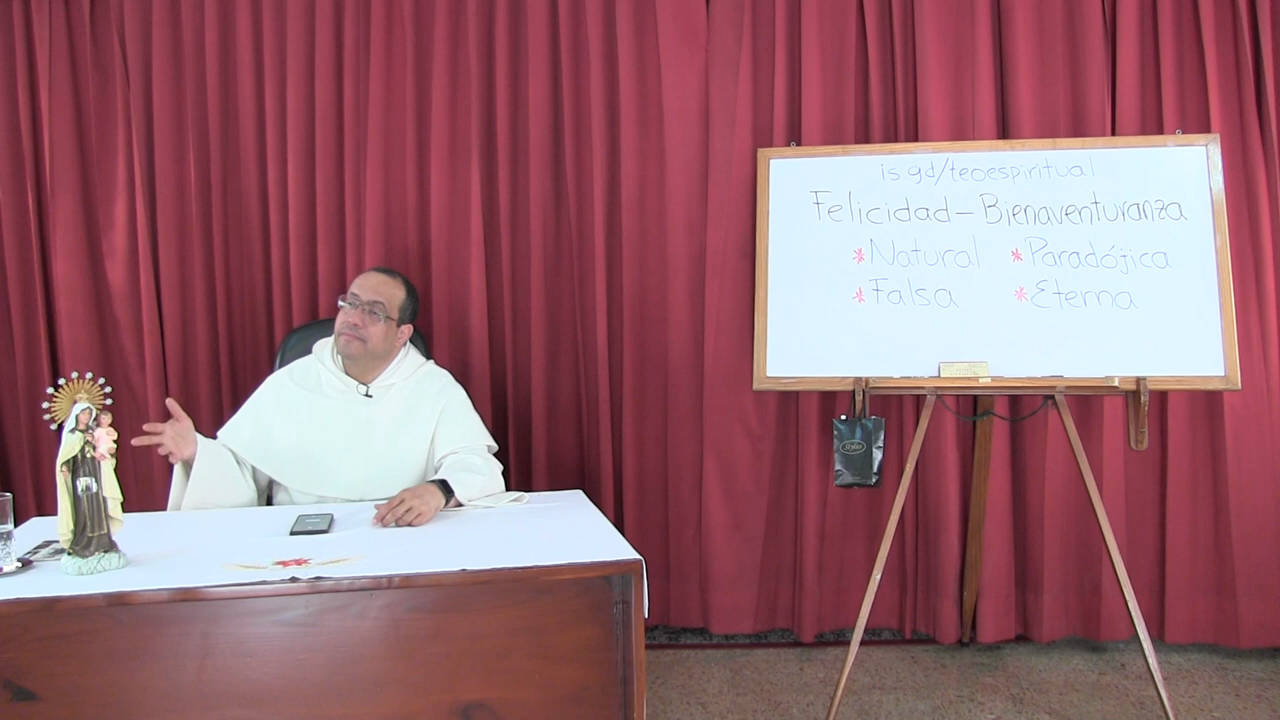 is.gd/teoespiritual
Felicidad – Bienaventuranza
* Natural * Paradójica
* Falsa * Eterna